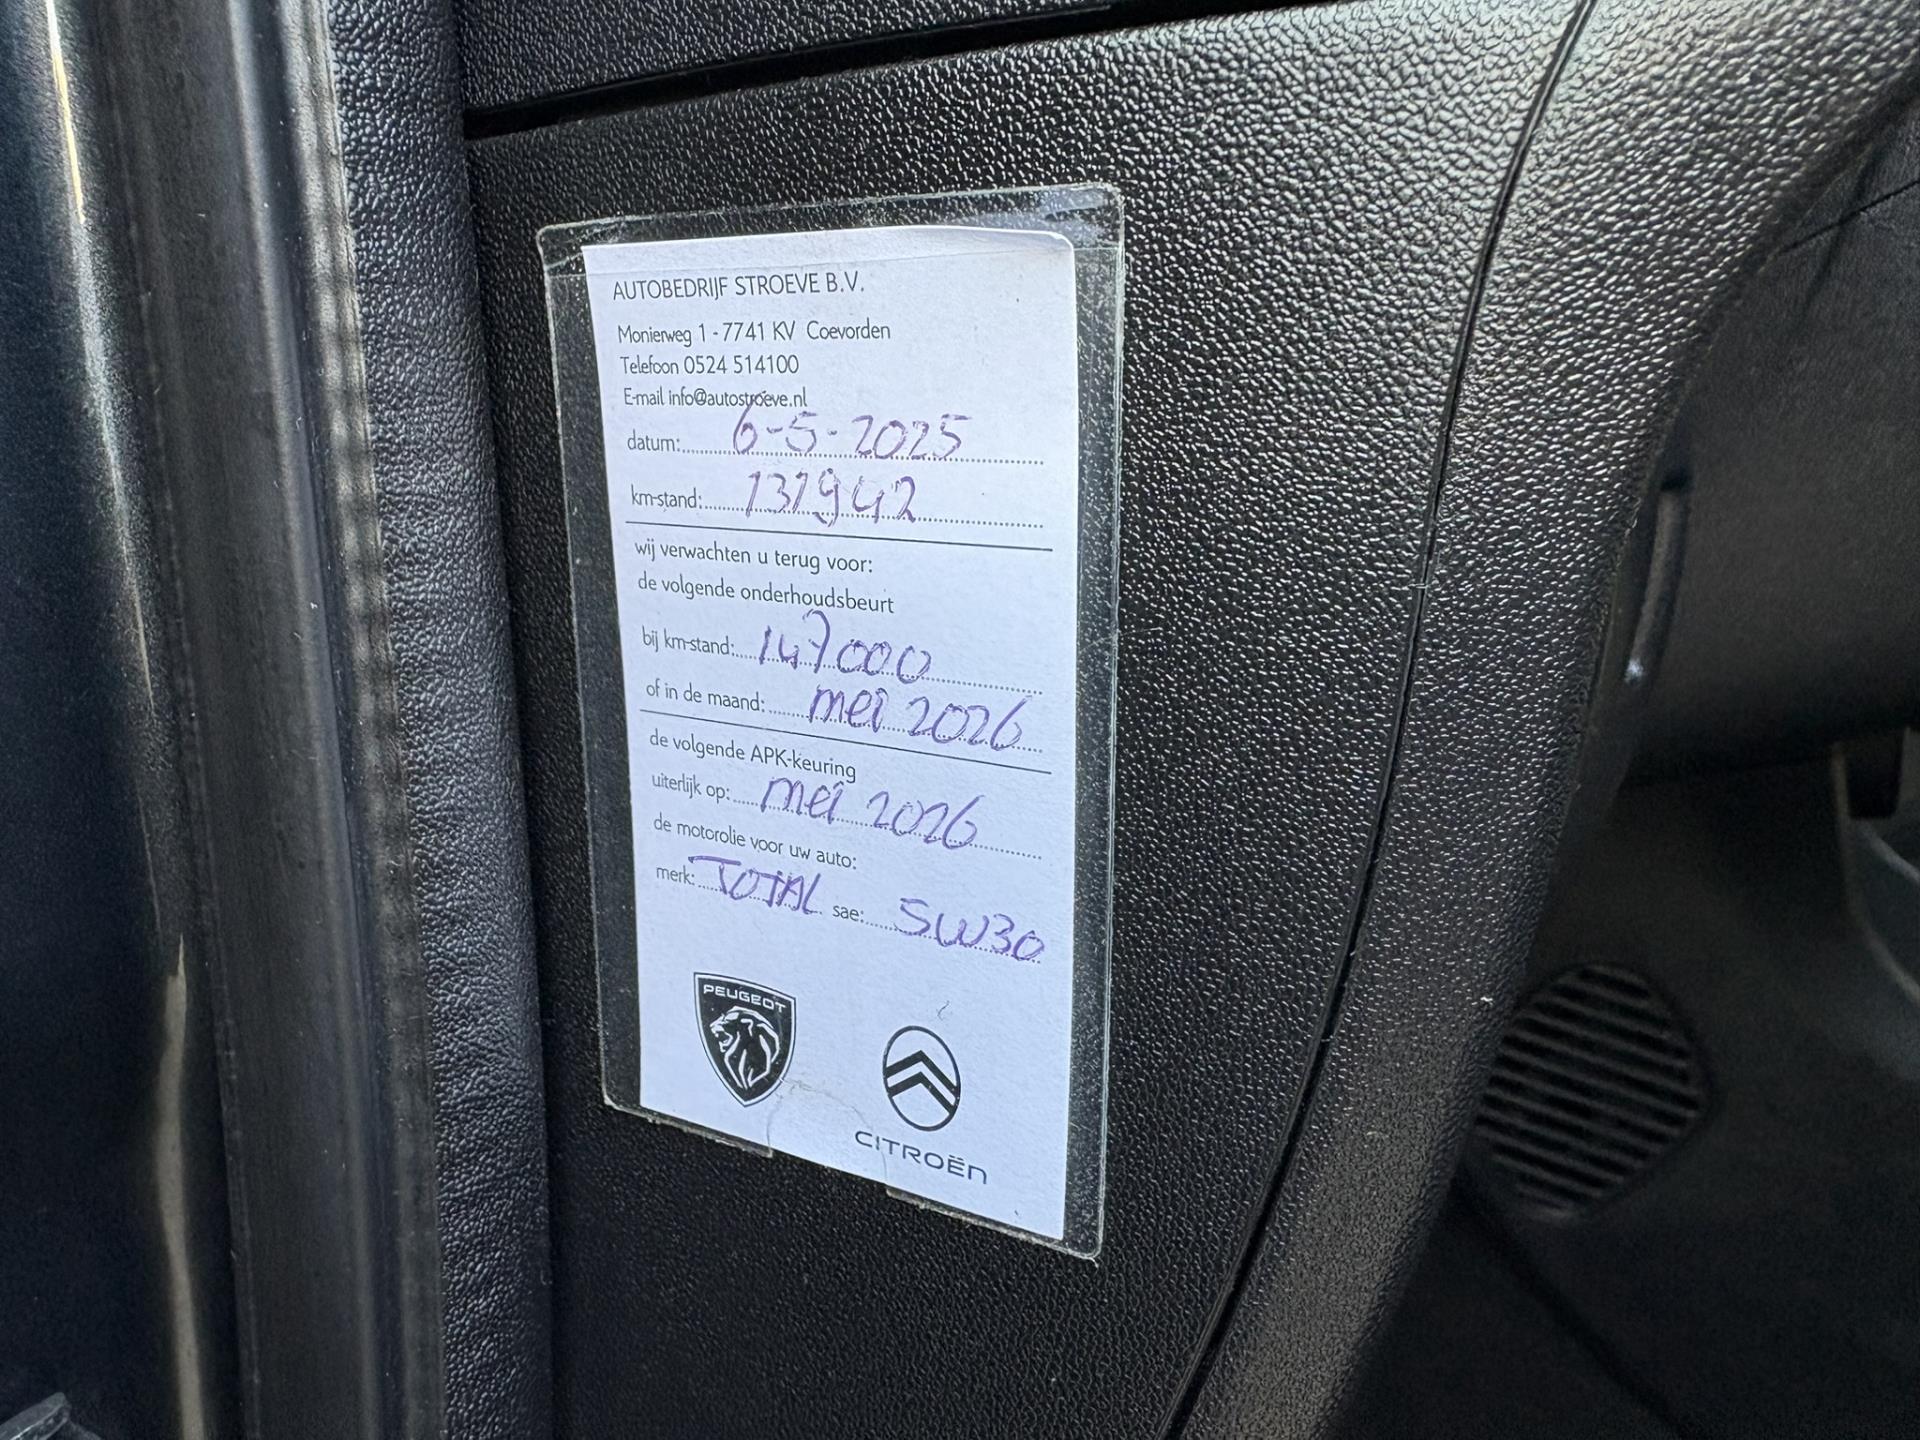 AUTOBEDRIJF STROEVE B.V.
Monierweg 1 - 7741 KV Coevorden
Telefoon 0524 514100
E-mail info@autostroeve.nl
datum: 6-5-2025
km-stand: 131942
wij verwachten u terug voor:
de volgende onderhoudsbeurt
bij km-stand: 147000
of in de maand: mei 2026
de volgende APK-keuring
uiterlijk op: mei 2026
de motorolie voor uw auto:
merk: TOTAL sae: 5W30
PEUGEOT
CITROËN